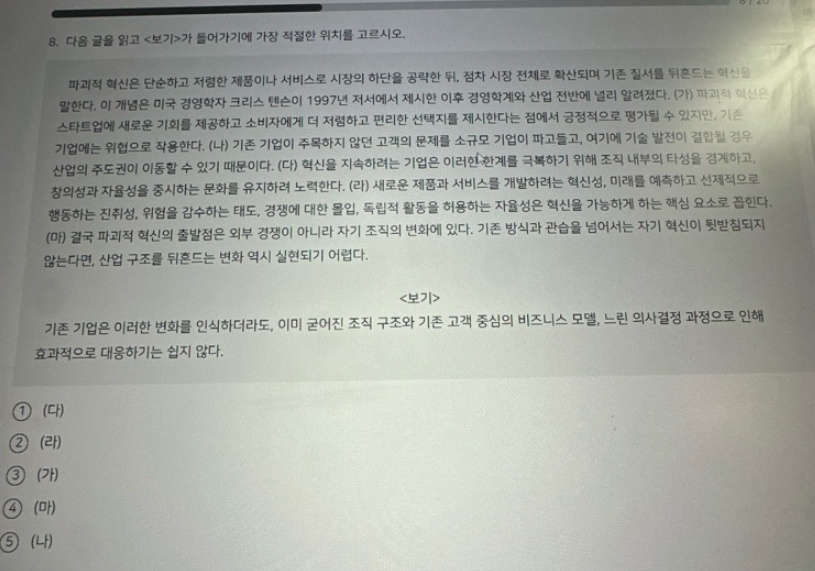 8. 다음 글을 읽고 <보기>가 들어가기에 가장 적절한 위치를 고르시오.
파괴적 혁신은 단순하고 저렴한 제품이나 서비스로 시장의 하단을 공략한 뒤, 점차 시장 전체로 확산되며 기존 질서를 뒤흔드는 혁신을
말한다. 이 개념은 미국 경영학자 크리스 텐슨이 1997년 저서에서 제시한 이후 경영학계와 산업 전반에 널리 알려졌다. (가) 파괴적 혁신은
스타트업에 새로운 기회를 제공하고 소비자에게 더 저렴하고 편리한 선택지를 제시한다는 점에서 긍정적으로 평가될 수 있지만, 기존
기업에는 위협으로 작용한다. (나) 기존 기업이 주목하지 않던 고객의 문제를 소규모 기업이 파고들고, 여기에 기술 발전이 결합될 경우
산업의 주도권이 이동할 수 있기 때문이다. (다) 혁신을 지속하려는 기업은 이러한 한계를 극복하기 위해 조직 내부의 타성을 경계하고,
창의성과 자율성을 중시하는 문화를 유지하려 노력한다. (라) 새로운 제품과 서비스를 개발하려는 혁신성, 미래를 예측하고 선제적으로
행동하는 진취성, 위험을 감수하는 태도, 경쟁에 대한 몰입, 독립적 활동을 허용하는 자율성은 혁신을 가능하게 하는 핵심 요소로 꼽힌다.
(마) 결국 파괴적 혁신의 출발점은 외부 경쟁이 아니라 자기 조직의 변화에 있다. 기존 방식과 관습을 넘어서는 자기 혁신이 뒷받침되지
않는다면, 산업 구조를 뒤흔드는 변화 역시 실현되기 어렵다.
<보기>
기존 기업은 이러한 변화를 인식하더라도, 이미 굳어진 조직 구조와 기존 고객 중심의 비즈니스 모델, 느린 의사결정 과정으로 인해
효과적으로 대응하기는 쉽지 않다.
① (다)
② (라)
③ (가)
④ (마)
⑤ (나)